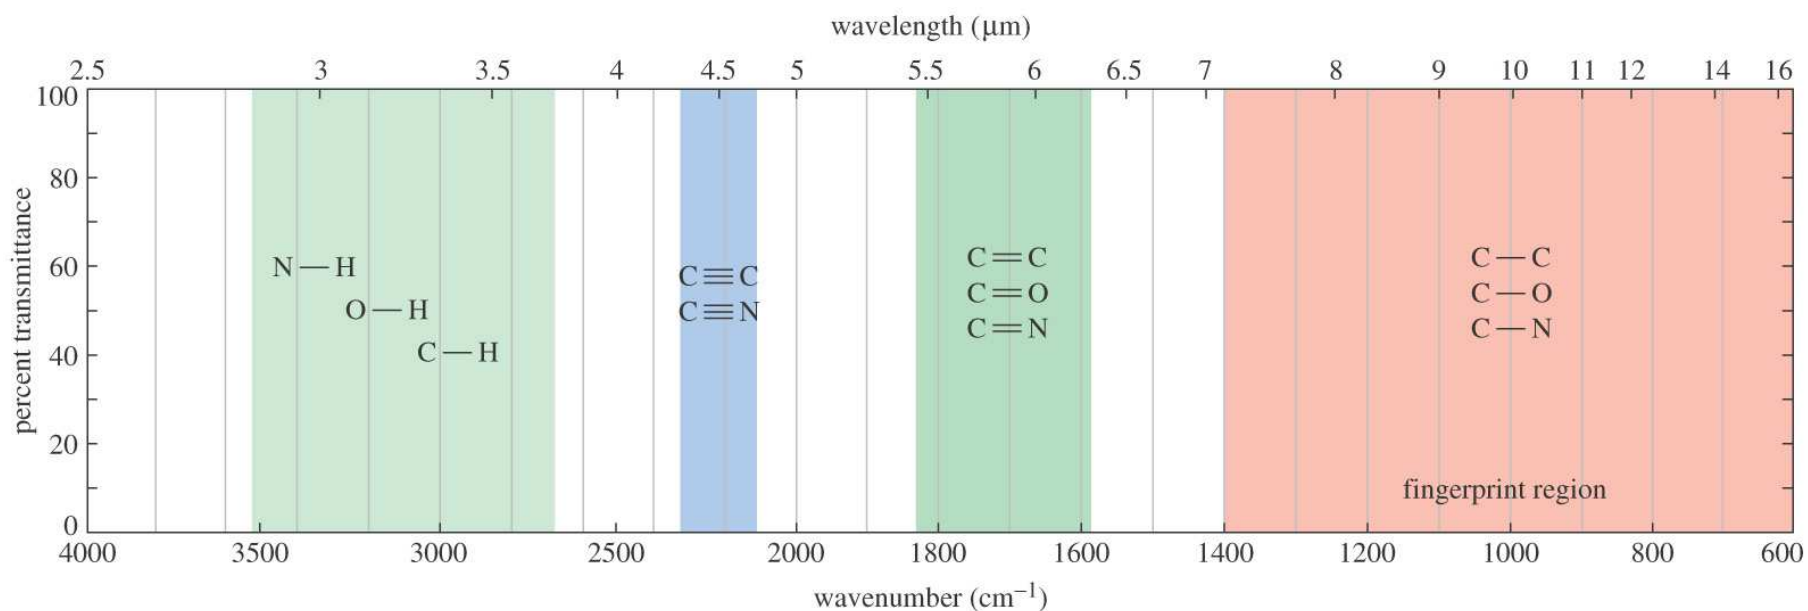 wavelength (μm)
2.5 3 3.5 4 4.5 5 5.5 6 6.5 7 8 9 10 11 12 14 16
percent transmittance
100
80
60
40
20
0
N—H
O—H
C—H
C≡C
C≡N
C=C
C=O
C=N
C—C
C—O
C—N
fingerprint region
4000 3500 3000 2500 2000 1800 1600 1400 1200 1000 800 600
wavenumber (cm⁻¹)